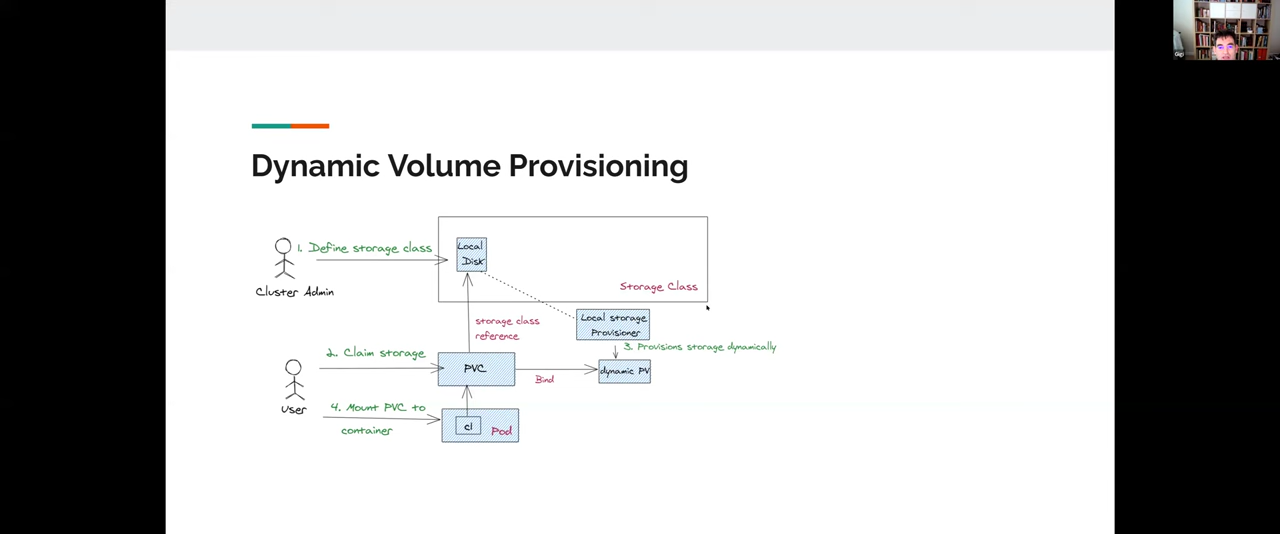 Gigi
Dynamic Volume Provisioning
1. Define storage class
Local
Disk
Cluster Admin
Storage Class
storage class
reference
Local storage
Provisioner
3. Provisions storage dynamically
2. Claim storage
PVC
Bind
dynamic PV
User
4. Mount PVC to
container
c1
Pod